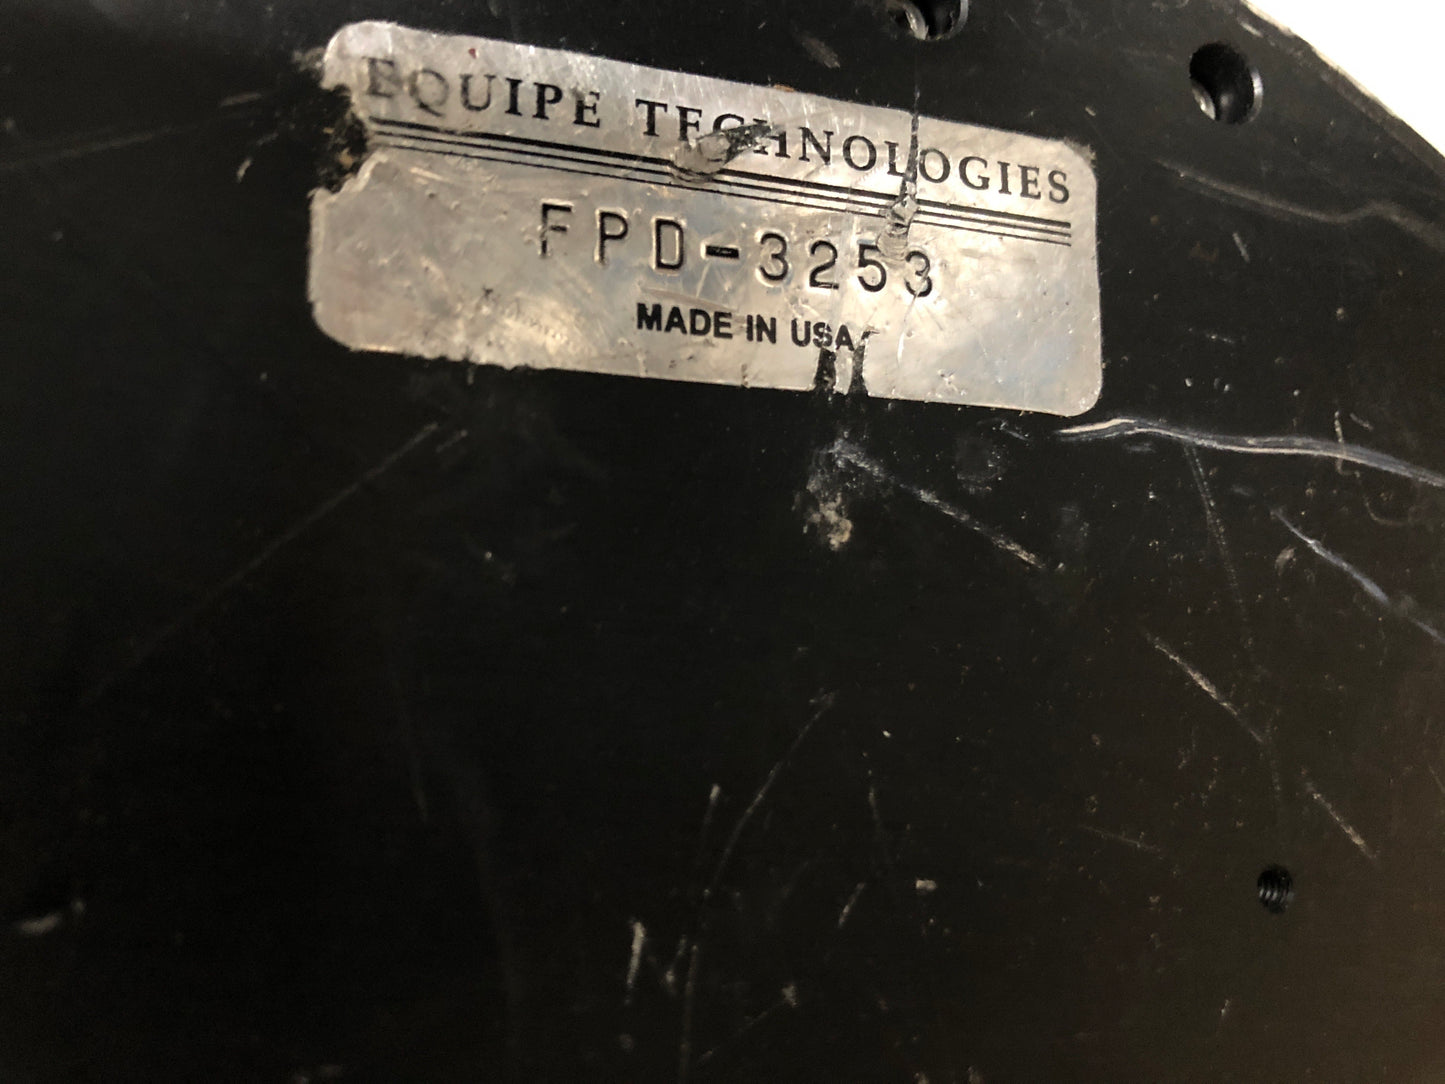 EQUIPE TECHNOLOGIES
FPD-3253
MADE IN USA